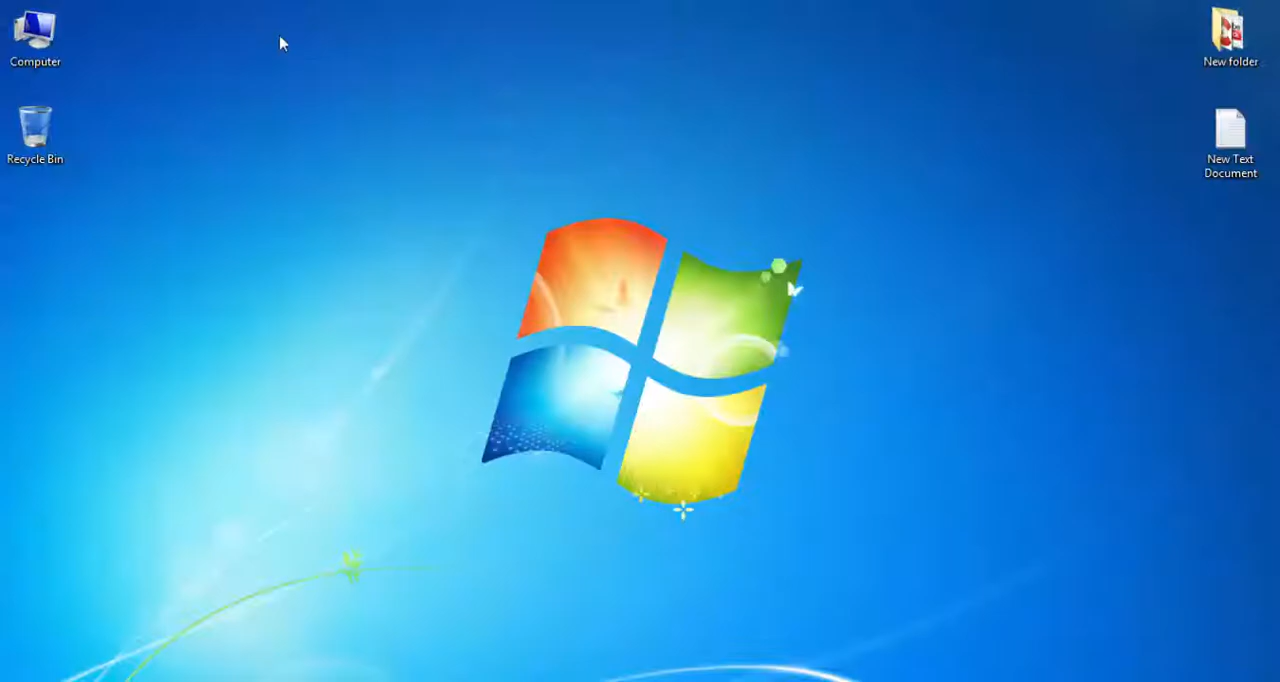 Computer
Recycle Bin
New folder
New Text
Document